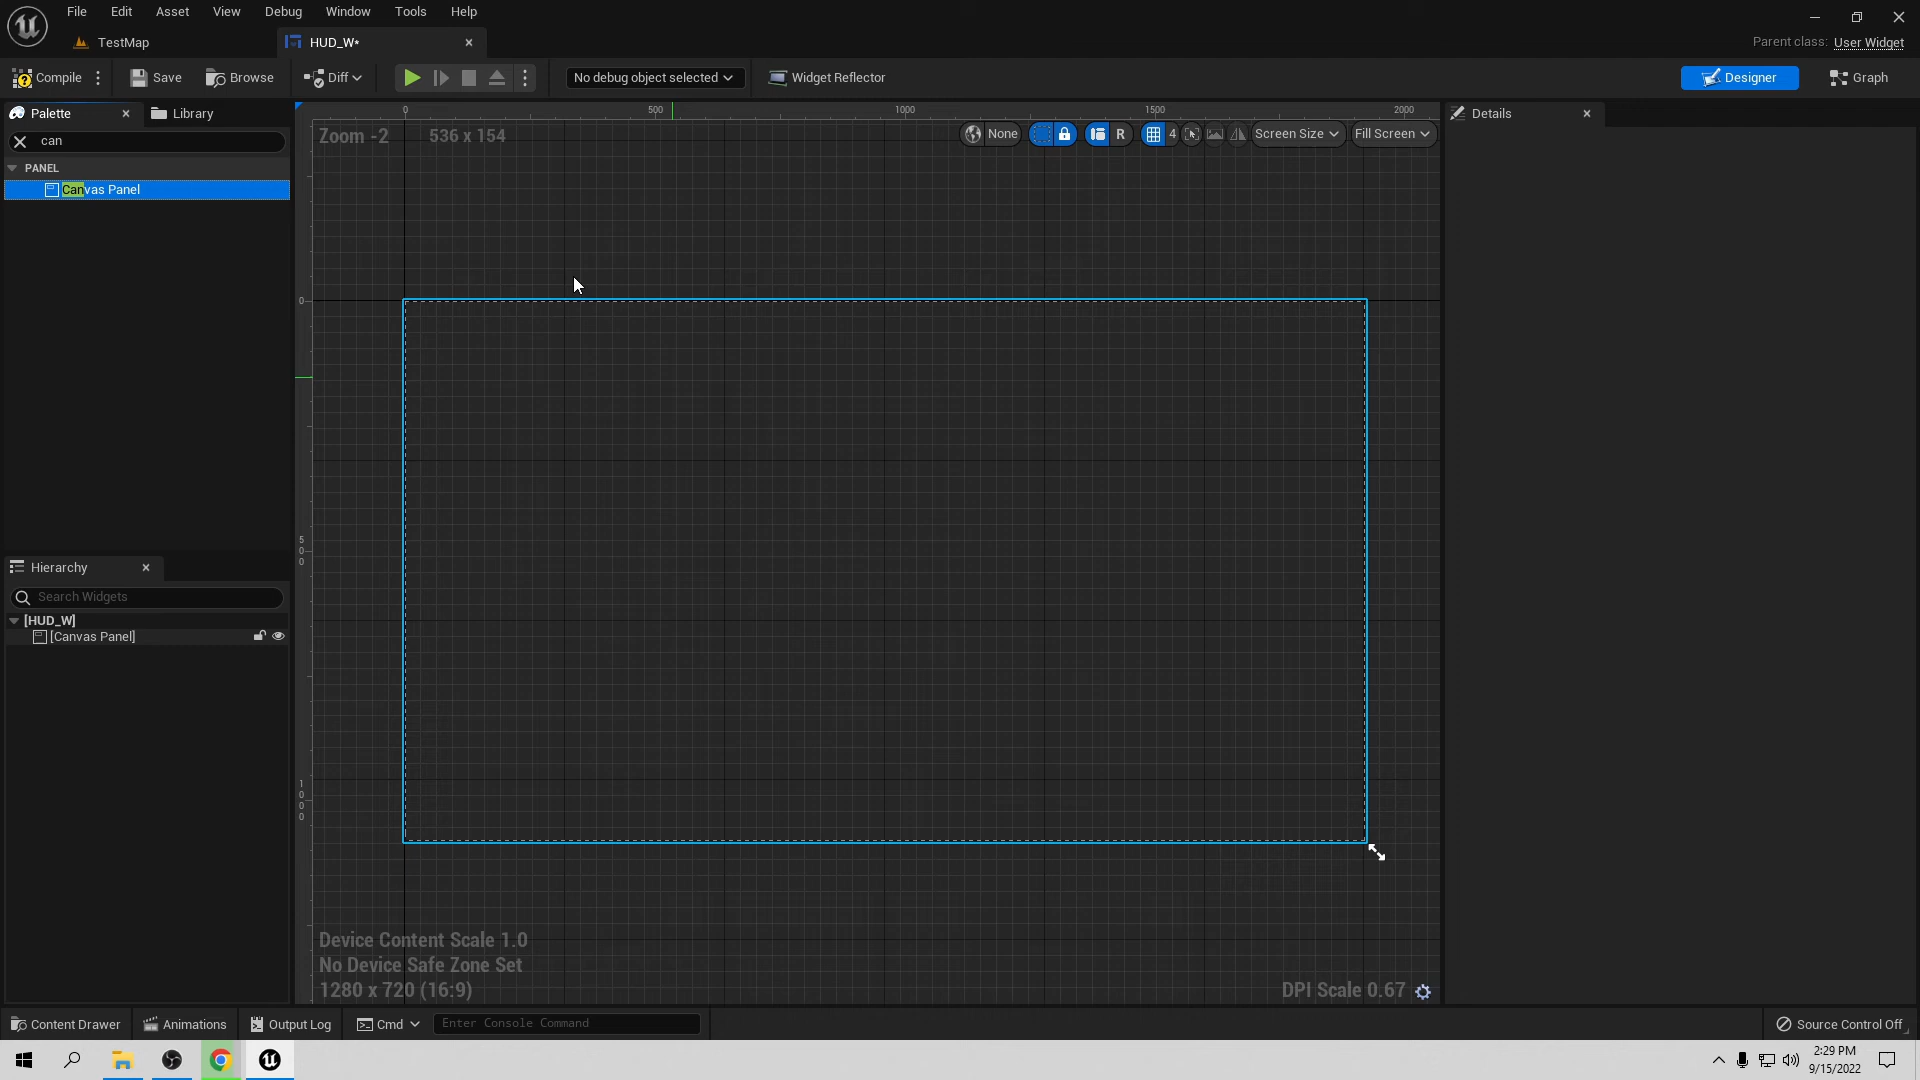 File Edit Asset View Debug Window Tools Help
TestMap HUD_W*
Parent class: User Widget
Compile Save Browse Diff No debug object selected Widget Reflector Designer Graph
Palette Library
can
PANEL
Canvas Panel
0 500 1000 1500 2000
Zoom -2 536 x 154 None R 4 Screen Size Fill Screen
Details
0
500
1000
Hierarchy
Search Widgets
[HUD_W]
[Canvas Panel]
Device Content Scale 1.0
No Device Safe Zone Set
1280 x 720 (16:9) DPI Scale 0.67
Content Drawer Animations Output Log Cmd Enter Console Command Source Control Off
2:29 PM
9/15/2022